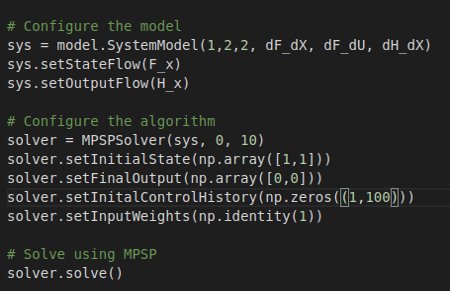 # Configure the model
sys = model.SystemModel(1,2,2, dF_dX, dF_dU, dH_dX)
sys.setStateFlow(F_x)
sys.setOutputFlow(H_x)
# Configure the algorithm
solver = MPSPSolver(sys, 0, 10)
solver.setInitialState(np.array([1,1]))
solver.setFinalOutput(np.array([0,0]))
solver.setInitalControlHistory(np.zeros((1,100)))
solver.setInputWeights(np.identity(1))
# Solve using MPSP
solver.solve()